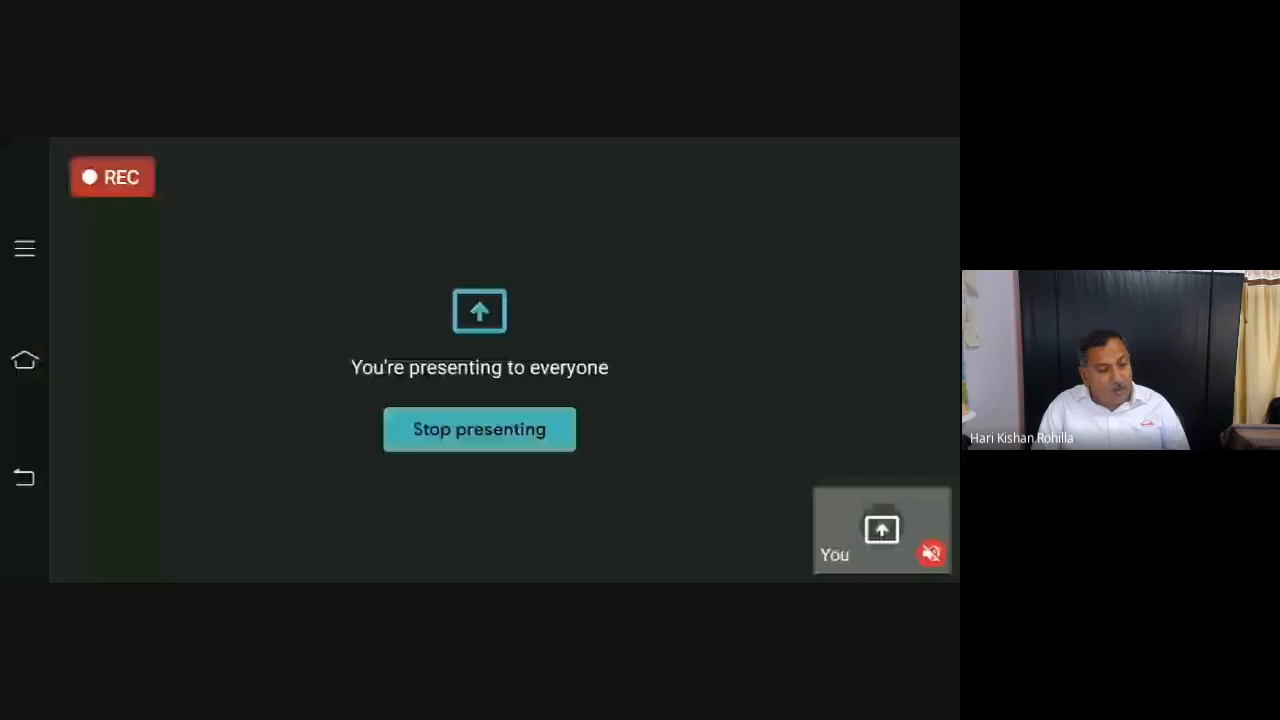 REC
You're presenting to everyone
Stop presenting
You
Hari Kishan Rohilla